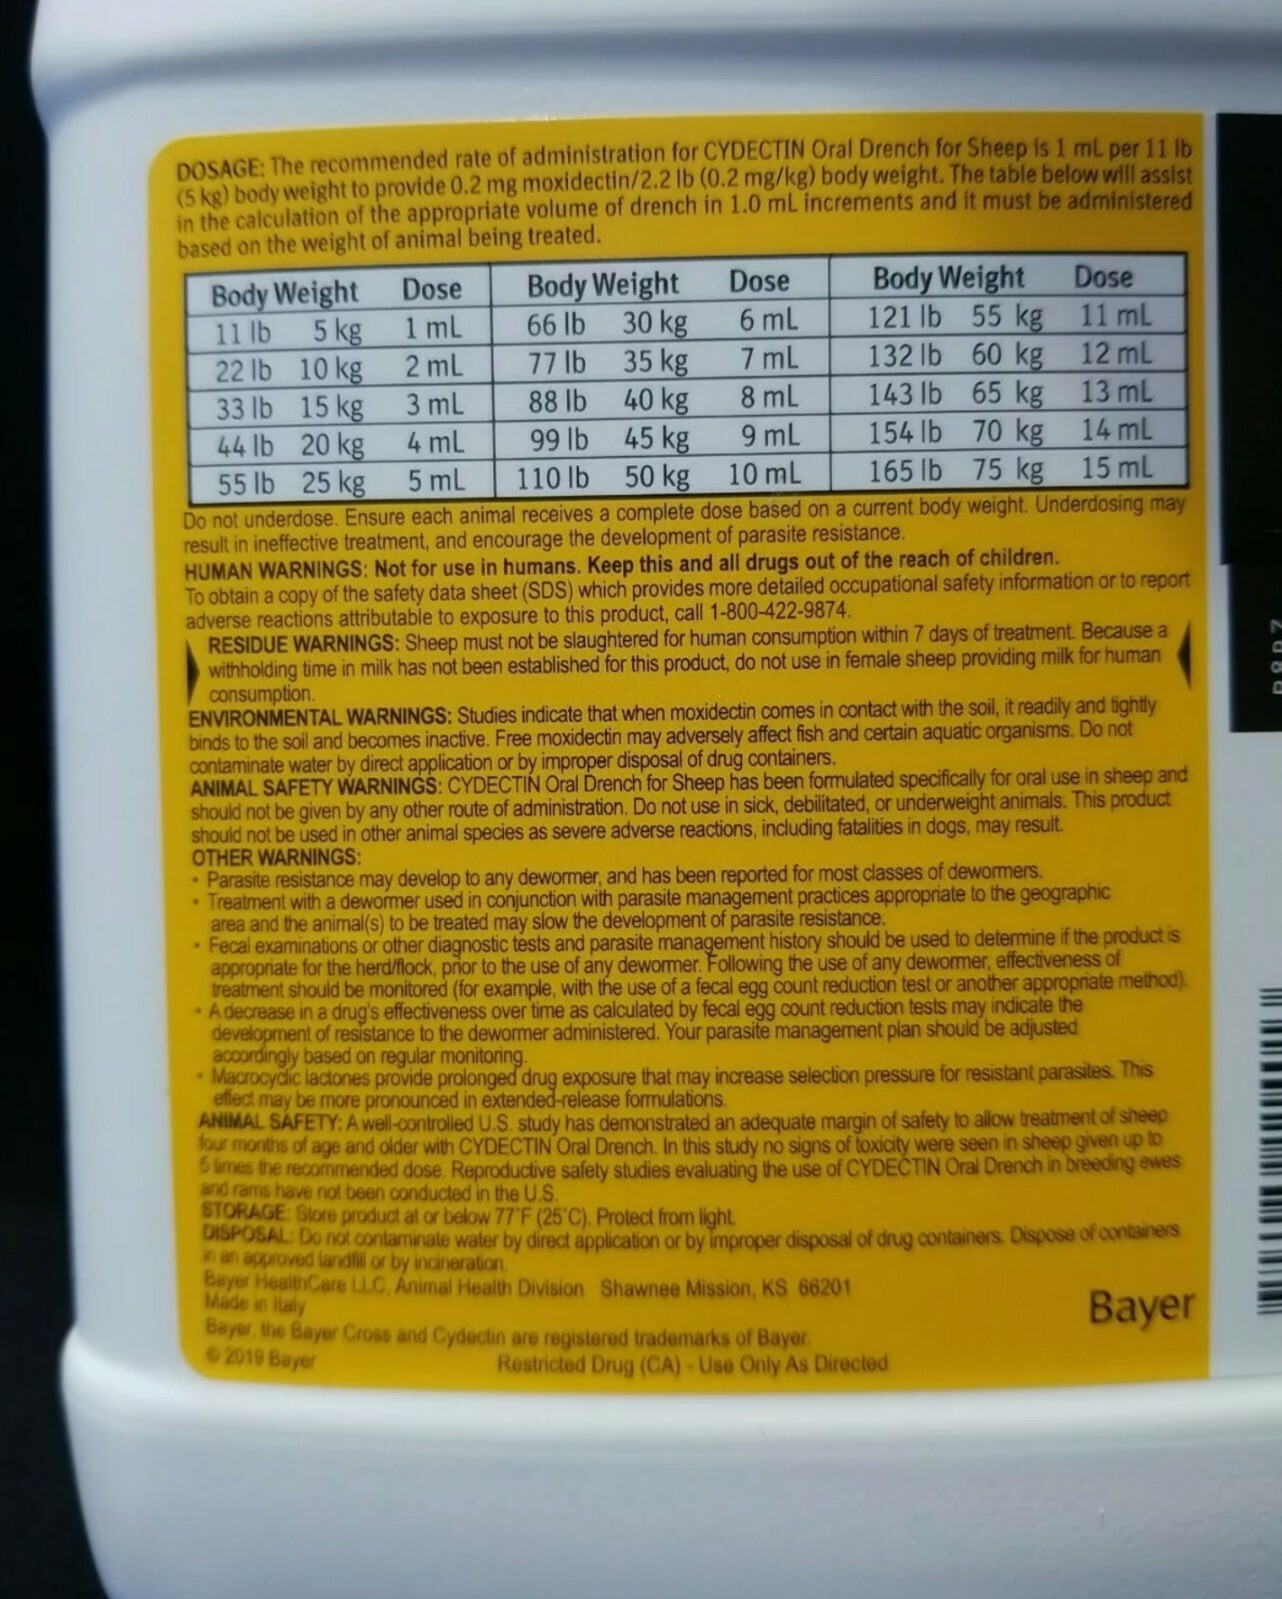 DOSAGE: The recommended rate of administration for CYDECTIN Oral Drench for Sheep is 1 mL per 11 lb
(5 kg) body weight to provide 0.2 mg moxidectin/2.2 lb (0.2 mg/kg) body weight. The table below will assist
in the calculation of the appropriate volume of drench in 1.0 mL increments and it must be administered
based on the weight of animal being treated.
Body Weight Dose Body Weight Dose Body Weight Dose
11 lb 5 kg 1 mL 66 lb 30 kg 6 mL 121 lb 55 kg 11 mL
22 lb 10 kg 2 mL 77 lb 35 kg 7 mL 132 lb 60 kg 12 mL
33 lb 15 kg 3 mL 88 lb 40 kg 8 mL 143 lb 65 kg 13 mL
44 lb 20 kg 4 mL 99 lb 45 kg 9 mL 154 lb 70 kg 14 mL
55 lb 25 kg 5 mL 110 lb 50 kg 10 mL 165 lb 75 kg 15 mL
Do not underdose. Ensure each animal receives a complete dose based on a current body weight. Underdosing may
result in ineffective treatment, and encourage the development of parasite resistance.
HUMAN WARNINGS: Not for use in humans. Keep this and all drugs out of the reach of children.
To obtain a copy of the safety data sheet (SDS) which provides more detailed occupational safety information or to report
adverse reactions attributable to exposure to this product, call 1-800-422-9874.
RESIDUE WARNINGS: Sheep must not be slaughtered for human consumption within 7 days of treatment. Because a
withholding time in milk has not been established for this product, do not use in female sheep providing milk for human
consumption.
ENVIRONMENTAL WARNINGS: Studies indicate that when moxidectin comes in contact with the soil, it readily and tightly
binds to the soil and becomes inactive. Free moxidectin may adversely affect fish and certain aquatic organisms. Do not
contaminate water by direct application or by improper disposal of drug containers.
ANIMAL SAFETY WARNINGS: CYDECTIN Oral Drench for Sheep has been formulated specifically for oral use in sheep and
should not be given by any other route of administration. Do not use in sick, debilitated, or underweight animals. This product
should not be used in other animal species as severe adverse reactions, including fatalities in dogs, may result.
OTHER WARNINGS:
• Parasite resistance may develop to any dewormer, and has been reported for most classes of dewormers.
• Treatment with a dewormer used in conjunction with parasite management practices appropriate to the geographic
area and the animal(s) to be treated may slow the development of parasite resistance.
• Fecal examinations or other diagnostic tests and parasite management history should be used to determine if the product is
appropriate for the herd/flock, prior to the use of any dewormer. Following the use of any dewormer, effectiveness of
treatment should be monitored (for example, with the use of a fecal egg count reduction test or another appropriate method).
• A decrease in a drug's effectiveness over time as calculated by fecal egg count reduction tests may indicate the
development of resistance to the dewormer administered. Your parasite management plan should be adjusted
accordingly based on regular monitoring.
• Macrocyclic lactones provide prolonged drug exposure that may increase selection pressure for resistant parasites. This
effect may be more pronounced in extended-release formulations.
ANIMAL SAFETY: A well-controlled U.S. study has demonstrated an adequate margin of safety to allow treatment of sheep
four months of age and older with CYDECTIN Oral Drench. In this study no signs of toxicity were seen in sheep given up to
5 times the recommended dose. Reproductive safety studies evaluating the use of CYDECTIN Oral Drench in breeding ewes
and rams have not been conducted in the U.S.
STORAGE: Store product at or below 77°F (25°C). Protect from light.
DISPOSAL: Do not contaminate water by direct application or by improper disposal of drug containers. Dispose of containers
in an approved landfill or by incineration.
Bayer HealthCare LLC, Animal Health Division Shawnee Mission, KS 66201
Made in Italy
Bayer
Bayer, the Bayer Cross and Cydectin are registered trademarks of Bayer.
© 2019 Bayer Restricted Drug (CA) - Use Only As Directed